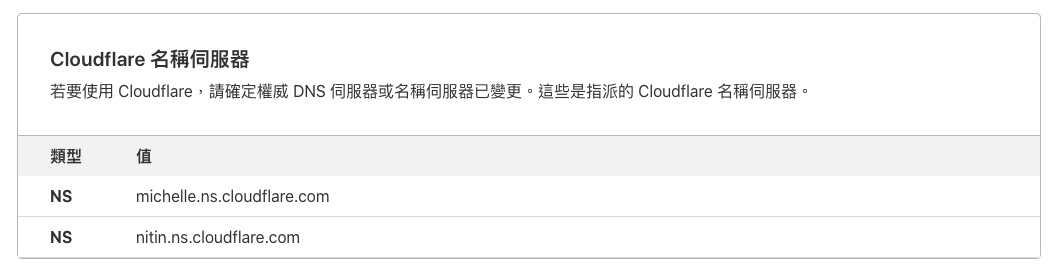 Cloudflare 名稱伺服器
若要使用 Cloudflare，請確定權威 DNS 伺服器或名稱伺服器已變更。這些是指派的 Cloudflare 名稱伺服器。
類型 值
NS michelle.ns.cloudflare.com
NS nitin.ns.cloudflare.com